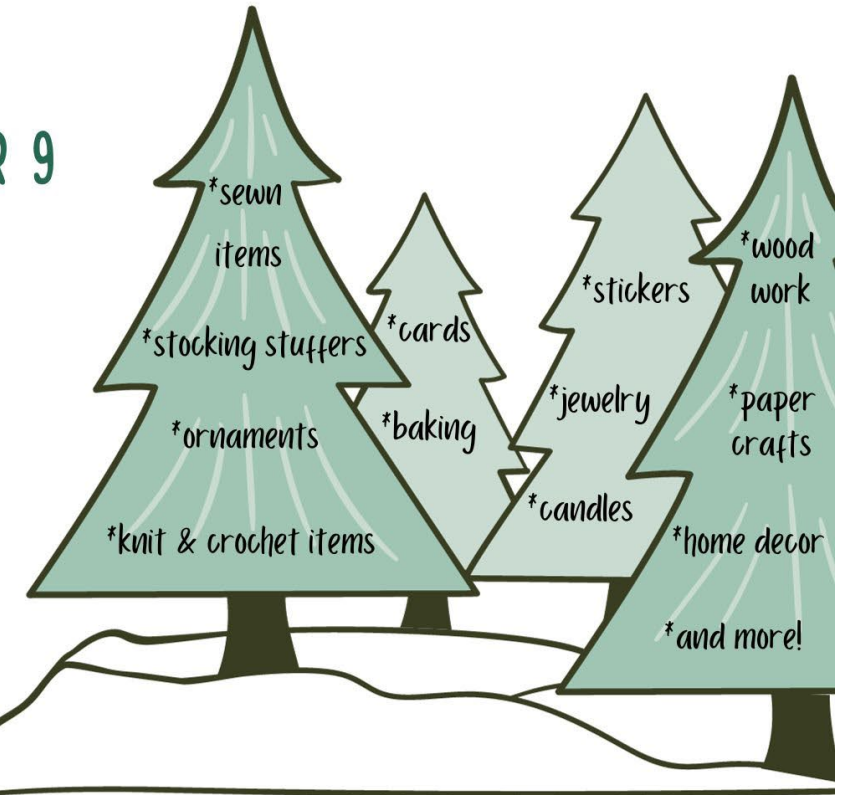 R 9
*sewn
items
*stocking stuffers
*ornaments
*knit & crochet items
*cards
*baking
*stickers
*jewelry
*candles
*wood
work
*paper
crafts
*home decor
*and more!